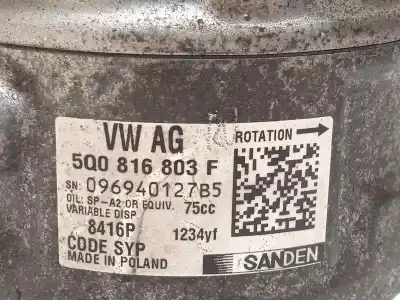 VW AG
ROTATION
5Q0 816 803 F
SN: 096940127B5
OIL: SP-A2 OR EQUIV. 75cc
VARIABLE DISP.
8416P 1234yf
CODE SYP
MADE IN POLAND
SANDEN